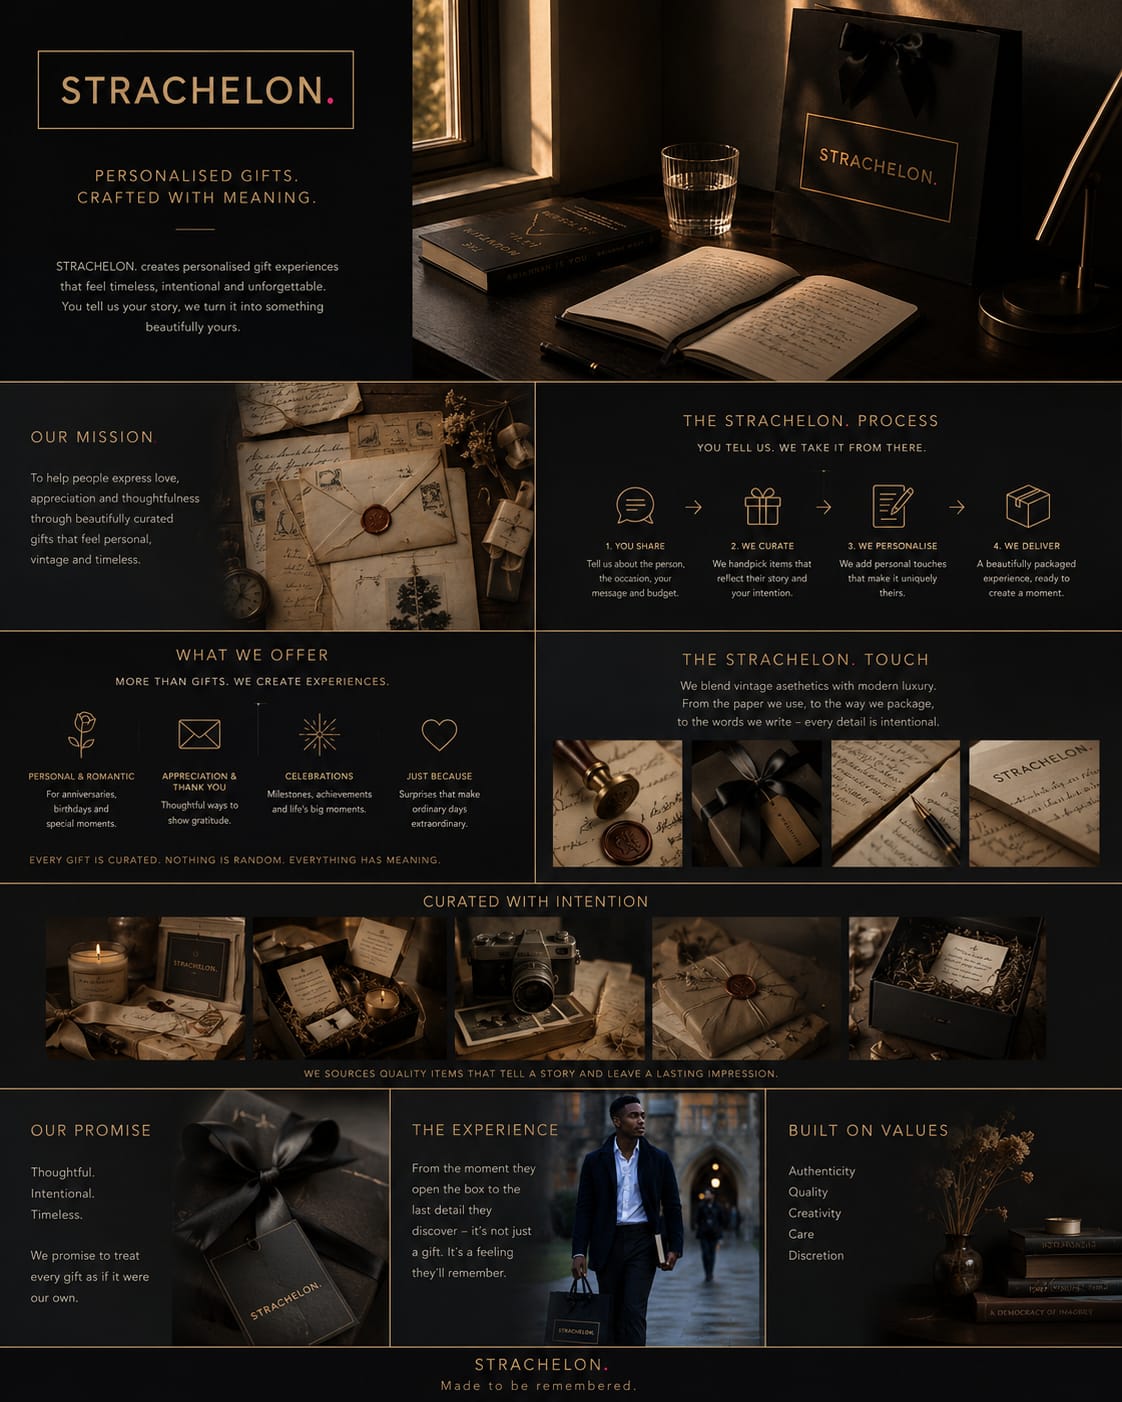 STRACHELON.
PERSONALISED GIFTS.
CRAFTED WITH MEANING.
STRACHELON. creates personalised gift experiences
that feel timeless, intentional and unforgettable.
You tell us your story, we turn it into something
beautifully yours.
STRACHELON.
THE
MOUNTAIN
OUR MISSION
To help people express love,
appreciation and thoughtfulness
through beautifully curated
gifts that feel personal,
vintage and timeless.
THE STRACHELON. PROCESS
YOU TELL US. WE TAKE IT FROM THERE.
1. YOU SHARE
Tell us about the person,
the occasion, your
message and budget.
2. WE CURATE
We handpick items that
reflect their story and
your intention.
3. WE PERSONALISE
We add personal touches
that make it uniquely
theirs.
4. WE DELIVER
A beautifully packaged
experience, ready to
create a moment.
WHAT WE OFFER
MORE THAN GIFTS. WE CREATE EXPERIENCES.
PERSONAL & ROMANTIC
For anniversaries,
birthdays and
special moments.
APPRECIATION &
THANK YOU
Thoughtful ways to
show gratitude.
CELEBRATIONS
Milestones, achievements
and life's big moments.
JUST BECAUSE
Surprises that make
ordinary days
extraordinary.
EVERY GIFT IS CURATED. NOTHING IS RANDOM. EVERYTHING HAS MEANING.
THE STRACHELON. TOUCH
We blend vintage asethetics with modern luxury.
From the paper we use, to the way we package,
to the words we write – every detail is intentional.
STRACHELON.
CURATED WITH INTENTION
STRACHELON.
WE SOURCES QUALITY ITEMS THAT TELL A STORY AND LEAVE A LASTING IMPRESSION.
OUR PROMISE
Thoughtful.
Intentional.
Timeless.
We promise to treat
every gift as if it were
our own.
STRACHELON.
THE EXPERIENCE
From the moment they
open the box to the
last detail they
discover – it's not just
a gift. It's a feeling
they'll remember.
STRACHELON.
BUILT ON VALUES
Authenticity
Quality
Creativity
Care
Discretion
A DEMOCRACY OF
STRACHELON.
Made to be remembered.